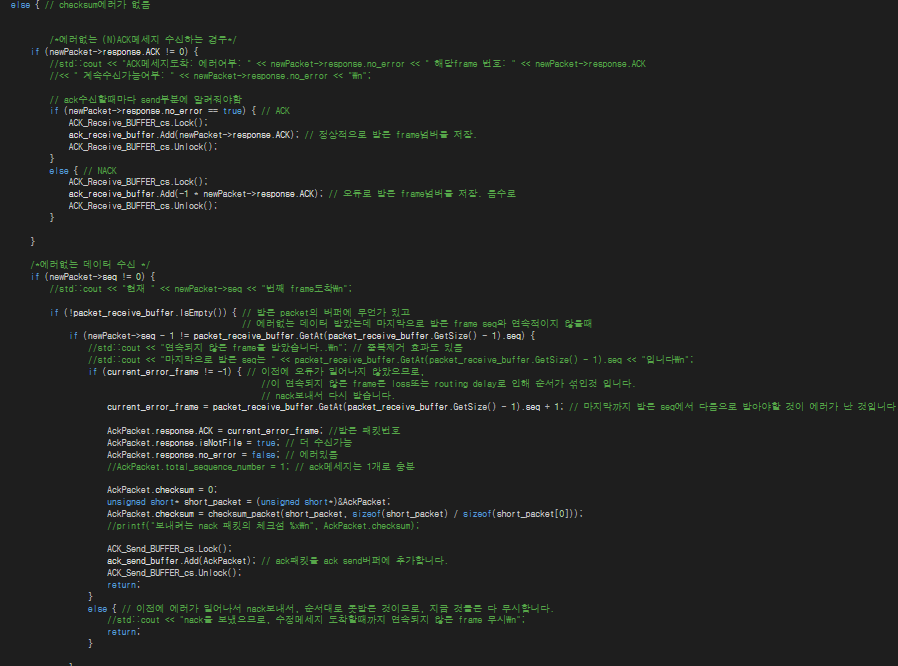 else { // checksum에러가 없음
/*에러없는 (N)ACK메세지 수신하는 경우*/
if (newPacket->response.ACK != 0) {
//std::cout << "ACK메세지도착: 에러여부: " << newPacket->response.no_error << " 해당frame 번호: " << newPacket->response.ACK
//<< " 계속수신가능여부: " << newPacket->response.no_error << "\n";
// ack수신할때마다 send부분에 알려줘야함
if (newPacket->response.no_error == true) { // ACK
ACK_Receive_BUFFER_cs.Lock();
ack_receive_buffer.Add(newPacket->response.ACK); // 정상적으로 받은 frame넘버를 저장.
ACK_Receive_BUFFER_cs.Unlock();
}
else { // NACK
ACK_Receive_BUFFER_cs.Lock();
ack_receive_buffer.Add(-1 * newPacket->response.ACK); // 오류로 받은 frame넘버를 저장. 음수로
ACK_Receive_BUFFER_cs.Unlock();
}
}
/*에러없는 데이터 수신 */
if (newPacket->seq != 0) {
//std::cout << "현재 " << newPacket->seq << "번째 frame도착\n";
if (!packet_receive_buffer.IsEmpty()) { // 받은 packet의 버퍼에 무언가 있고
// 에러없는 데이터 받았는데 마지막으로 받은 frame seq와 연속적이지 않을때
if (newPacket->seq - 1 != packet_receive_buffer.GetAt(packet_receive_buffer.GetSize() - 1).seq) {
//std::cout << "연속되지 않은 frame을 받았습니다..\n"; // 중복제거 효과도 있음
//std::cout << "마지막으로 받은 seq는 " << packet_receive_buffer.GetAt(packet_receive_buffer.GetSize() - 1).seq << "입니다\n";
if (current_error_frame != -1) { // 이전에 오류가 일어나지 않았으므로,
//이 연속되지 않은 frame은 loss또는 routing delay로 인해 순서가 섞인것 입니다.
// nack보내서 다시 받습니다.
current_error_frame = packet_receive_buffer.GetAt(packet_receive_buffer.GetSize() - 1).seq + 1; // 마지막까지 받은 seq에서 다음으로 받아야할 것이 에러가 난 것입니다
AckPacket.response.ACK = current_error_frame; //받은 패킷번호
AckPacket.response.isNotFile = true; // 더 수신가능
AckPacket.response.no_error = false; // 에러있음
//AckPacket.total_sequence_number = 1; // ack메세지는 1개로 충분
AckPacket.checksum = 0;
unsigned short* short_packet = (unsigned short*)&AckPacket;
AckPacket.checksum = checksum_packet(short_packet, sizeof(short_packet) / sizeof(short_packet[0]));
//printf("보내려는 nack 패킷의 체크섬 %x\n", AckPacket.checksum);
ACK_Send_BUFFER_cs.Lock();
ack_send_buffer.Add(AckPacket); // ack패킷을 ack send버퍼에 추가합니다.
ACK_Send_BUFFER_cs.Unlock();
return;
}
else { // 이전에 에러가 일어나서 nack보내서, 순서대로 못받은 것이므로, 지금 것들은 다 무시합니다.
//std::cout << "nack을 보냈으므로, 수정메세지 도착할때까지 연속되지 않은 frame 무시\n";
return;
}